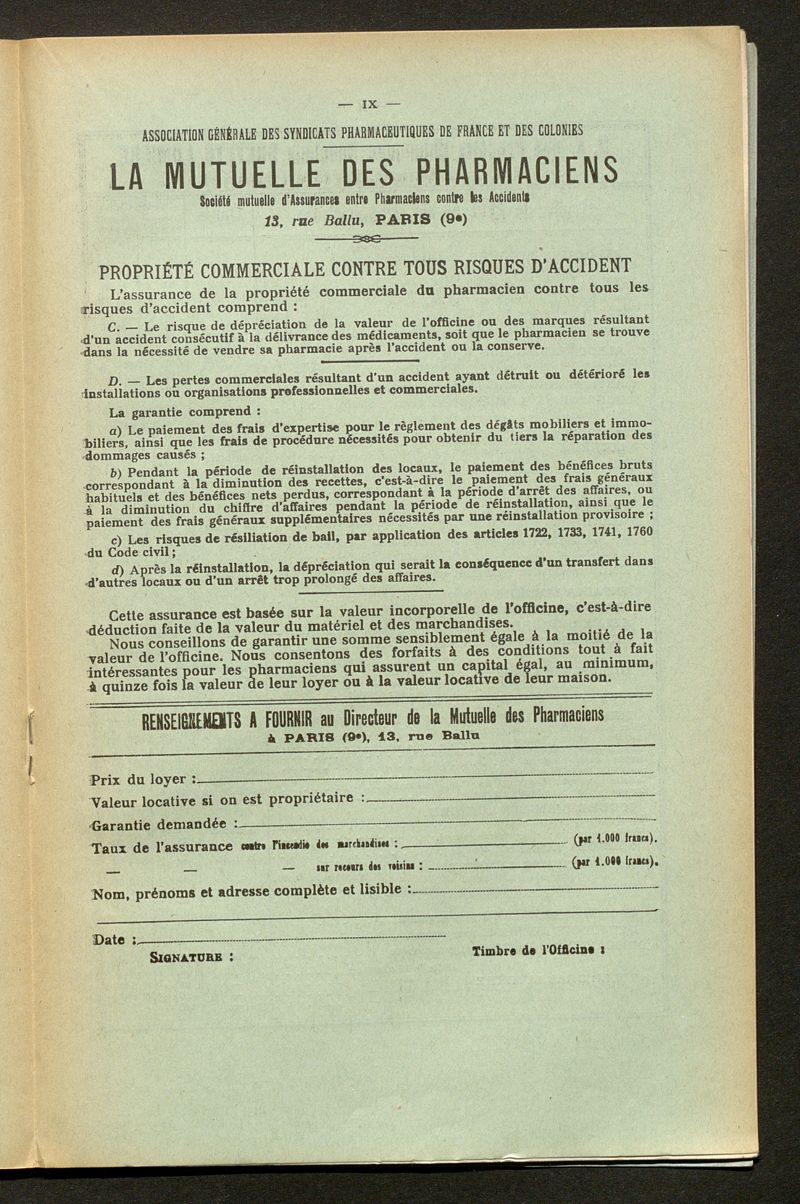 — IX —
ASSOCIATION GÉNÉRALE DES SYNDICATS PHARMACEUTIQUES DE FRANCE ET DES COLONIES
LA MUTUELLE DES PHARMACIENS
Société mutuelle d'Assurances entre Pharmaciens contre les Accidents
13, rue Ballu, PARIS (9e)
PROPRIÉTÉ COMMERCIALE CONTRE TOUS RISQUES D'ACCIDENT
L'assurance de la propriété commerciale du pharmacien contre tous les
risques d'accident comprend :
C. — Le risque de dépréciation de la valeur de l'officine ou des marques résultant
d'un accident consécutif à la délivrance des médicaments, soit que le pharmacien se trouve
dans la nécessité de vendre sa pharmacie après l'accident ou la conserve.
D. — Les pertes commerciales résultant d'un accident ayant détruit ou détérioré les
installations ou organisations professionnelles et commerciales.
La garantie comprend :
a) Le paiement des frais d'expertise pour le règlement des dégâts mobiliers et immo-
biliers, ainsi que les frais de procédure nécessités pour obtenir du tiers la réparation des
dommages causés ;
b) Pendant la période de réinstallation des locaux, le paiement des bénéfices bruts
correspondant à la diminution des recettes, c'est-à-dire le paiement des frais généraux
habituels et des bénéfices nets perdus, correspondant à la période d'arrêt des affaires, ou
à la diminution du chiffre d'affaires pendant la période de réinstallation, ainsi que le
paiement des frais généraux supplémentaires nécessités par une réinstallation provisoire ;
c) Les risques de résiliation de bail, par application des articles 1722, 1733, 1741, 1760
du Code civil ;
d) Après la réinstallation, la dépréciation qui serait la conséquence d'un transfert dans
d'autres locaux ou d'un arrêt trop prolongé des affaires.
Cette assurance est basée sur la valeur incorporelle de l'officine, c'est-à-dire
déduction faite de la valeur du matériel et des marchandises.
Nous conseillons de garantir une somme sensiblement égale à la moitié de la
valeur de l'officine. Nous consentons des forfaits à des conditions tout à fait
intéressantes pour les pharmaciens qui assurent un capital égal, au minimum,
à quinze fois la valeur de leur loyer ou à la valeur locative de leur maison.
RENSEIGNEMENTS A FOURNIR au Directeur de la Mutuelle des Pharmaciens
à PARIS (9e), 13, rue Ballu
Prix du loyer :
Valeur locative si on est propriétaire :
Garantie demandée :
Taux de l'assurance contre l'incendie des marchandises : (par 1.000 francs).
— — — sur recours des voisins : (par 1.000 francs).
Nom, prénoms et adresse complète et lisible :
Date :
SIGNATURE : Timbre de l'Officine :